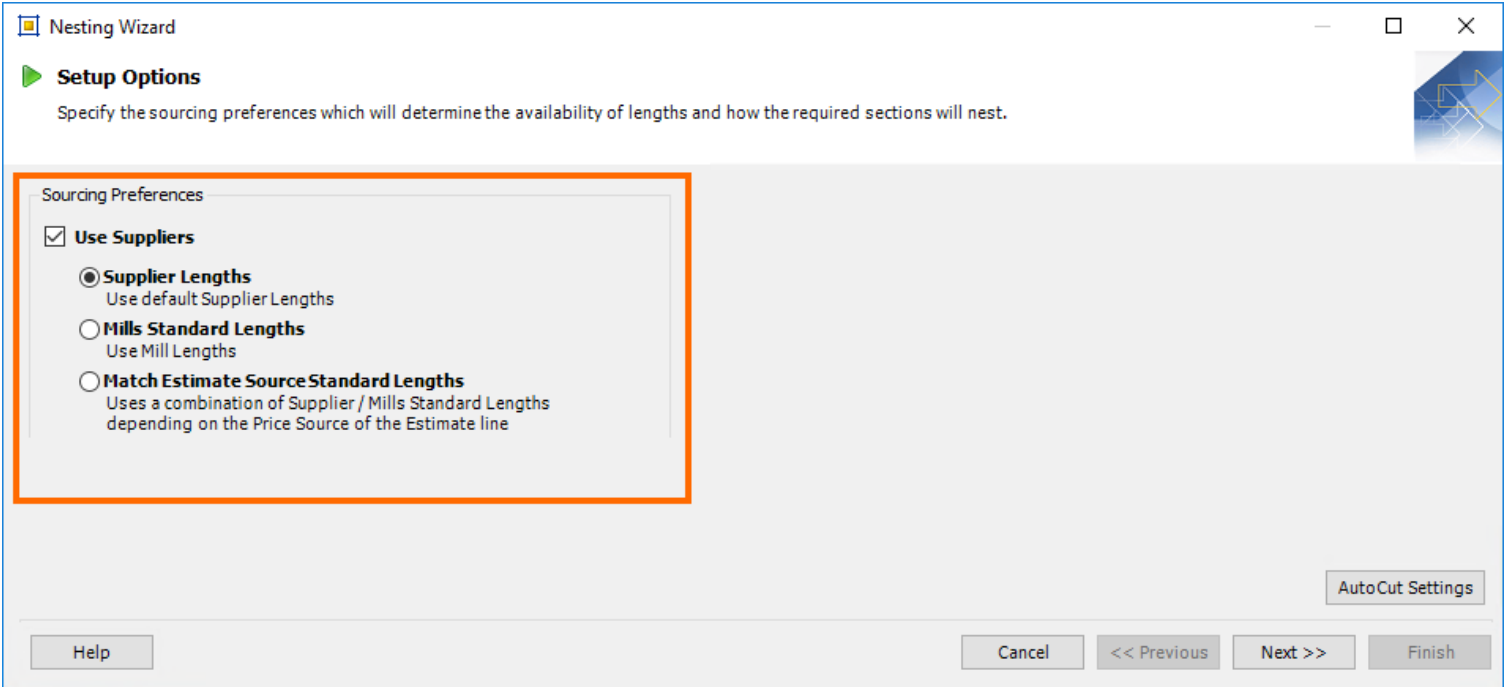 Nesting Wizard
Setup Options
Specify the sourcing preferences which will determine the availability of lengths and how the required sections will nest.
Sourcing Preferences
Use Suppliers
Supplier Lengths
Use default Supplier Lengths
Mills Standard Lengths
Use Mill Lengths
Match Estimate Source Standard Lengths
Uses a combination of Supplier / Mills Standard Lengths
depending on the Price Source of the Estimate line
AutoCut Settings
Help
Cancel
<< Previous
Next >>
Finish